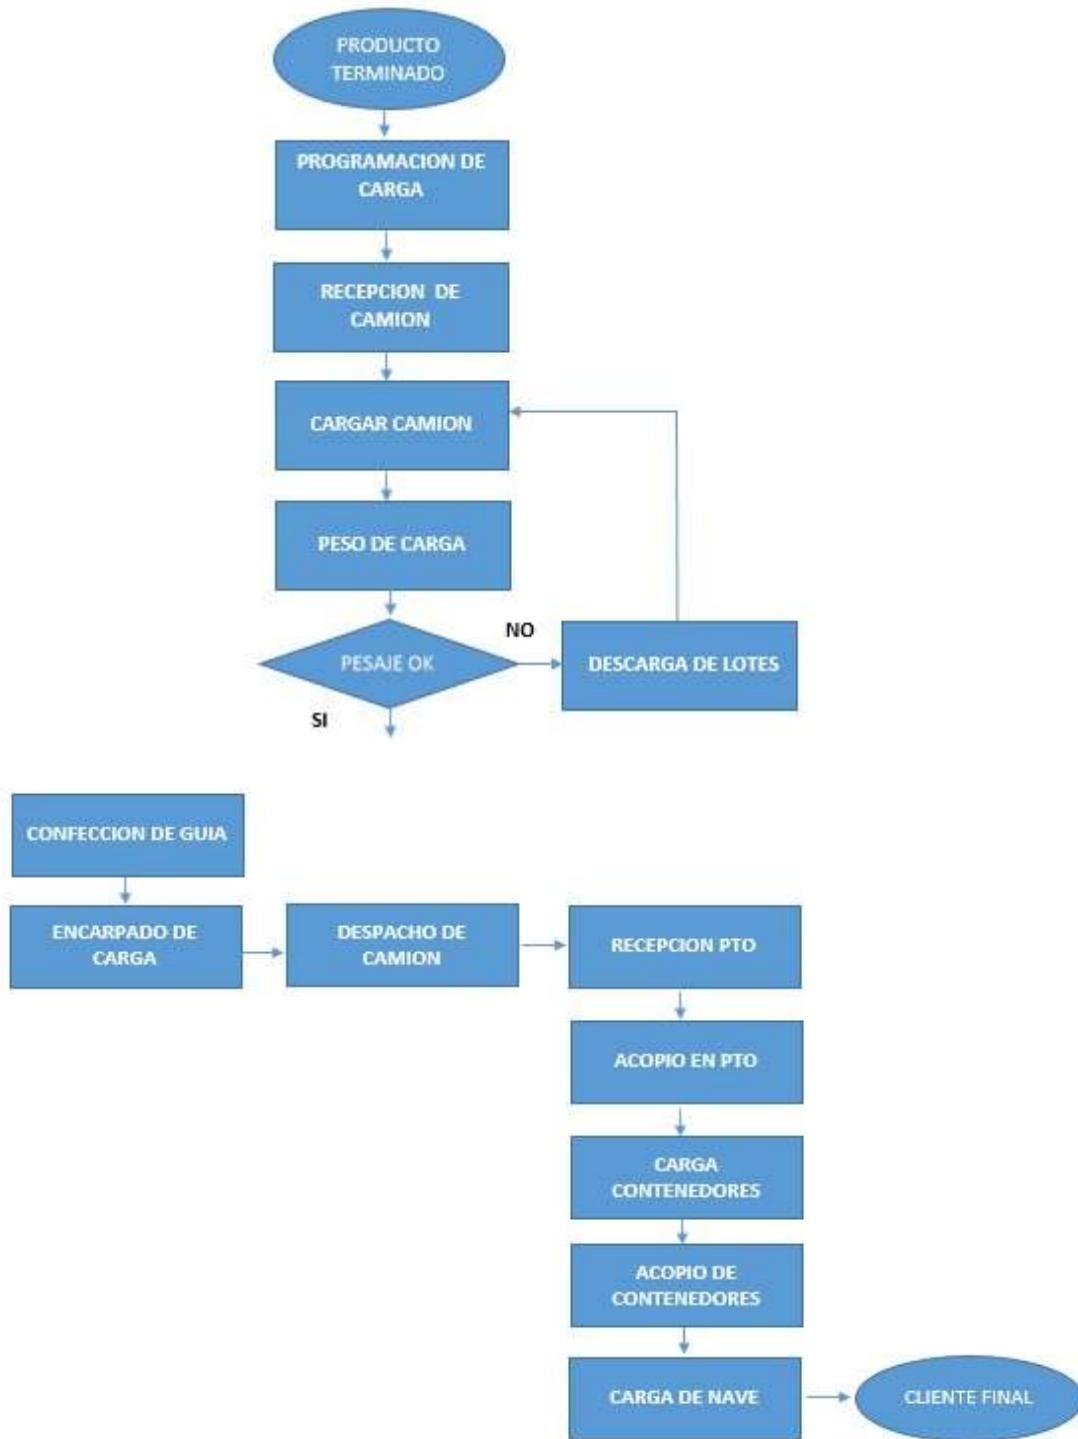 PRODUCTO
TERMINADO
PROGRAMACION DE
CARGA
RECEPCION DE
CAMION
CARGAR CAMION
PESO DE CARGA
PESAJE OK
NO
DESCARGA DE LOTES
SI
CONFECCION DE GUIA
ENCARPADO DE
CARGA
DESPACHO DE
CAMION
RECEPCION PTO
ACOPIO EN PTO
CARGA
CONTENEDORES
ACOPIO DE
CONTENEDORES
CARGA DE NAVE
CLIENTE FINAL